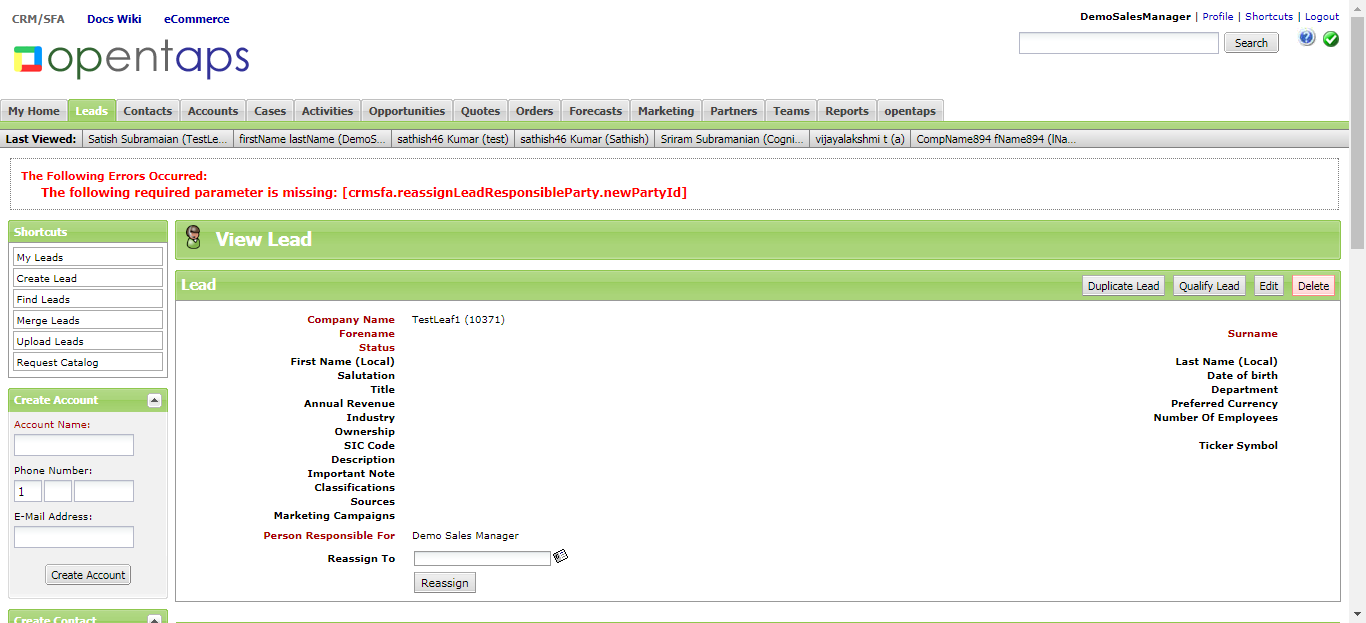 CRM/SFA Docs Wiki eCommerce
DemoSalesManager | Profile | Shortcuts | Logout
opentaps
Search
My Home Leads Contacts Accounts Cases Activities Opportunities Quotes Orders Forecasts Marketing Partners Teams Reports opentaps
Last Viewed: Satish Subramaian (TestLe... firstName lastName (DemoS... sathish46 Kumar (test) sathish46 Kumar (Sathish) Sriram Subramanian (Cogni... vijayalakshmi t (a) CompName894 fName894 (lNa...
The Following Errors Occurred:
The following required parameter is missing: [crmsfa.reassignLeadResponsibleParty.newPartyId]
Shortcuts
My Leads
Create Lead
Find Leads
Merge Leads
Upload Leads
Request Catalog
Create Account
Account Name:
Phone Number:
1
E-Mail Address:
Create Account
Create Contact
View Lead
Lead Duplicate Lead Qualify Lead Edit Delete
Company Name TestLeaf1 (10371)
Forename Surname
Status
First Name (Local) Last Name (Local)
Salutation Date of birth
Title Department
Annual Revenue Preferred Currency
Industry Number Of Employees
Ownership
SIC Code Ticker Symbol
Description
Important Note
Classifications
Sources
Marketing Campaigns
Person Responsible For Demo Sales Manager
Reassign To
Reassign